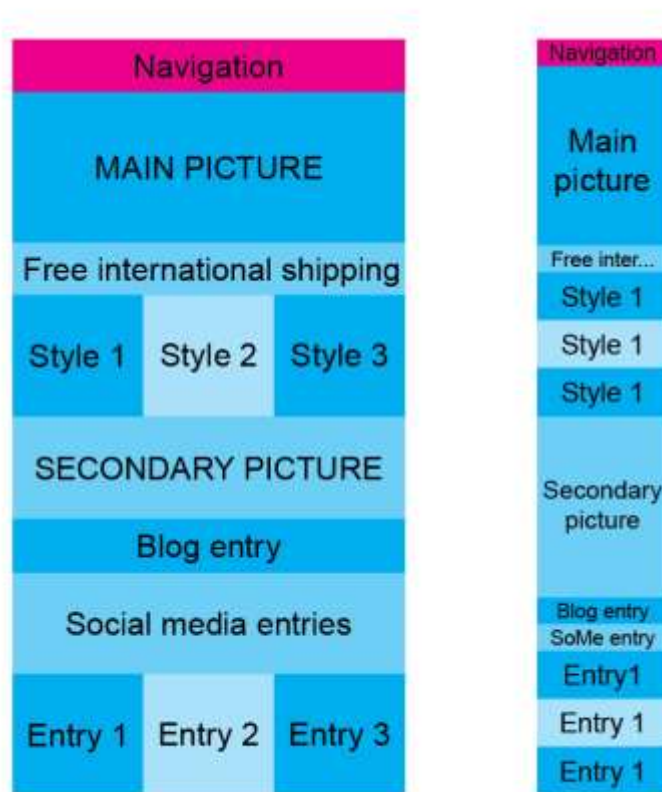 Navigation
MAIN PICTURE
Free international shipping
Style 1 Style 2 Style 3
SECONDARY PICTURE
Blog entry
Social media entries
Entry 1 Entry 2 Entry 3
Navigation
Main
picture
Free inter...
Style 1
Style 1
Style 1
Secondary
picture
Blog entry
SoMe entry
Entry1
Entry 1
Entry 1